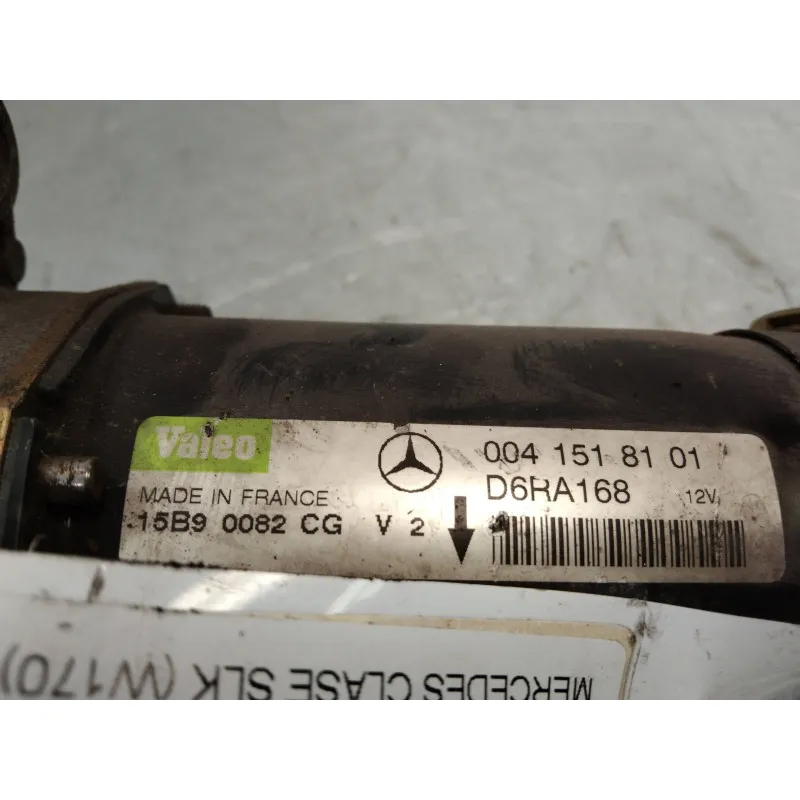 Valeo
004 151 81 01
D6RA168 12V
MADE IN FRANCE
15B9 0082 CG V 2
MERCEDES CLASE SLK (W170)